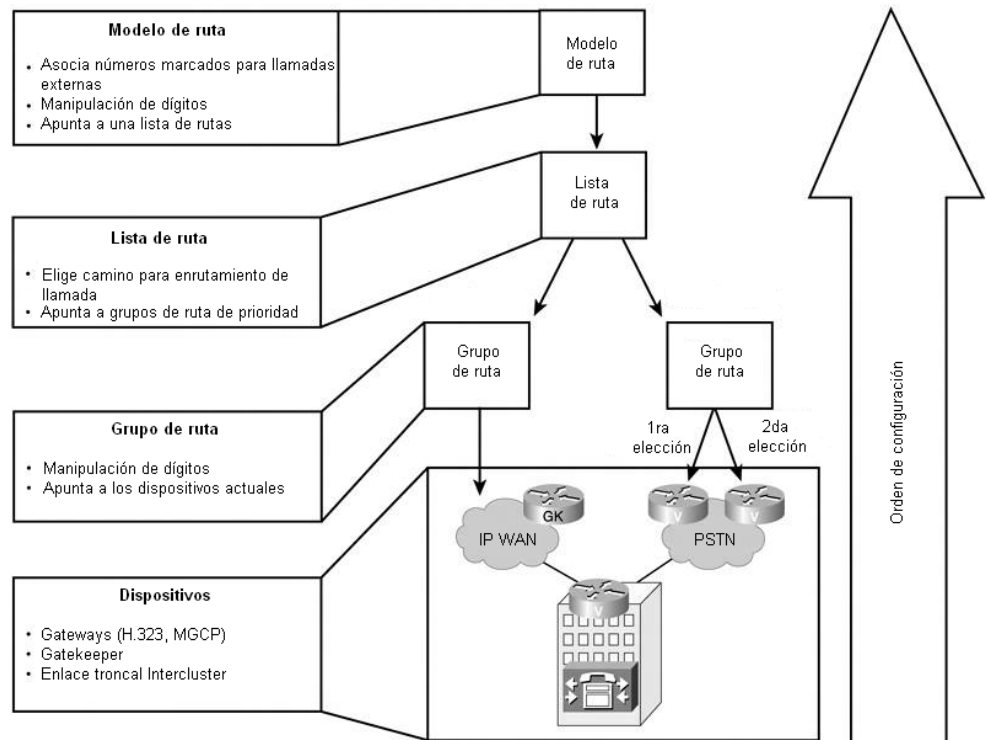 Modelo de ruta
• Asocia números marcados para llamadas
externas
• Manipulación de dígitos
• Apunta a una lista de rutas
Modelo
de ruta
Lista
de ruta
Lista de ruta
• Elige camino para enrutamiento de
llamada
• Apunta a grupos de ruta de prioridad
Grupo
de ruta
Grupo
de ruta
1ra
elección
2da
elección
Grupo de ruta
• Manipulación de dígitos
• Apunta a los dispositivos actuales
GK
IP WAN
V
V
PSTN
V
Dispositivos
• Gateways (H.323, MGCP)
• Gatekeeper
• Enlace troncal Intercluster
Orden de configuración